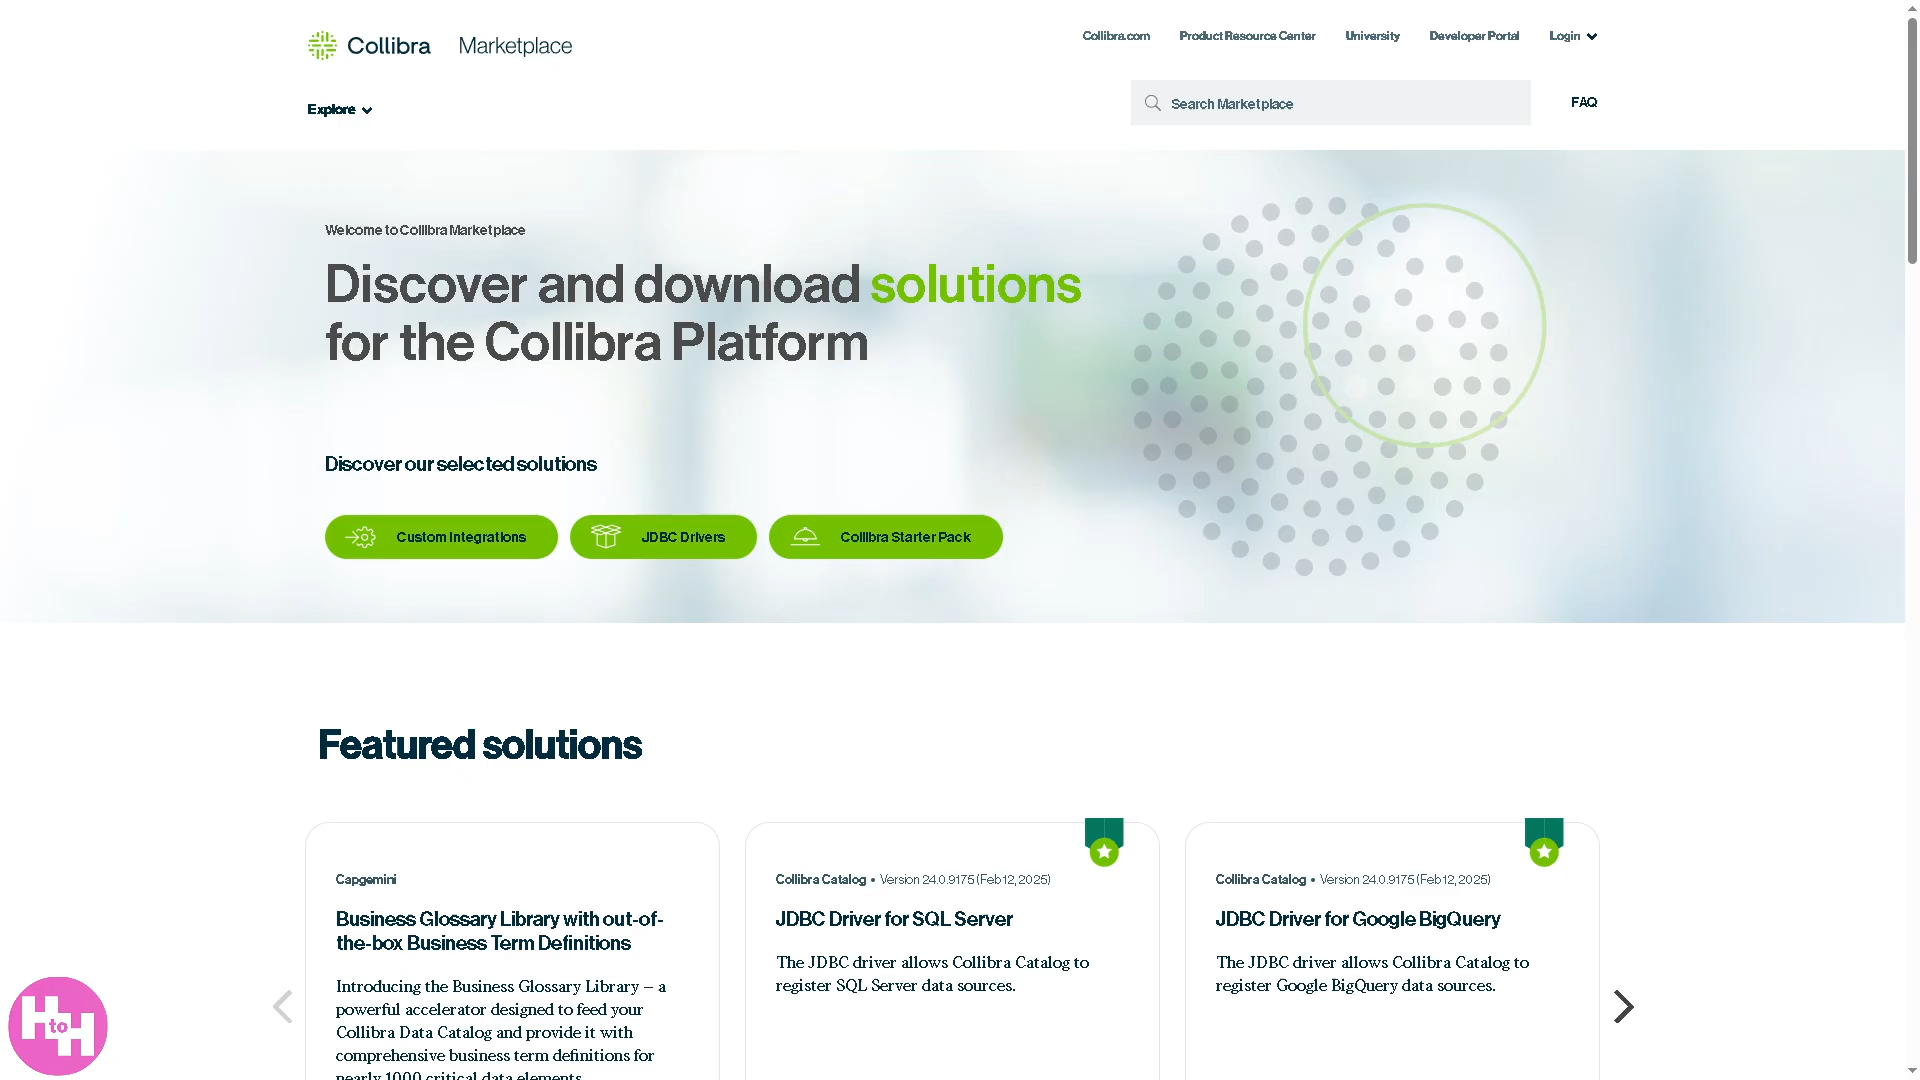 Collibra Marketplace
Collibra.com
Product Resource Center
University
Developer Portal
Login
Explore
Search Marketplace
FAQ
Welcome to Collibra Marketplace
Discover and download solutions
for the Collibra Platform
Discover our selected solutions
Custom Integrations
JDBC Drivers
Collibra Starter Pack
Featured solutions
Capgemini
Business Glossary Library with out-of-
the-box Business Term Definitions
Introducing the Business Glossary Library – a
powerful accelerator designed to feed your
Collibra Data Catalog and provide it with
comprehensive business term definitions for
nearly 1000 critical data elements
Collibra Catalog • Version 24.0.9175 (Feb 12, 2025)
JDBC Driver for SQL Server
The JDBC driver allows Collibra Catalog to
register SQL Server data sources.
Collibra Catalog • Version 24.0.9175 (Feb 12, 2025)
JDBC Driver for Google BigQuery
The JDBC driver allows Collibra Catalog to
register Google BigQuery data sources.
H to H